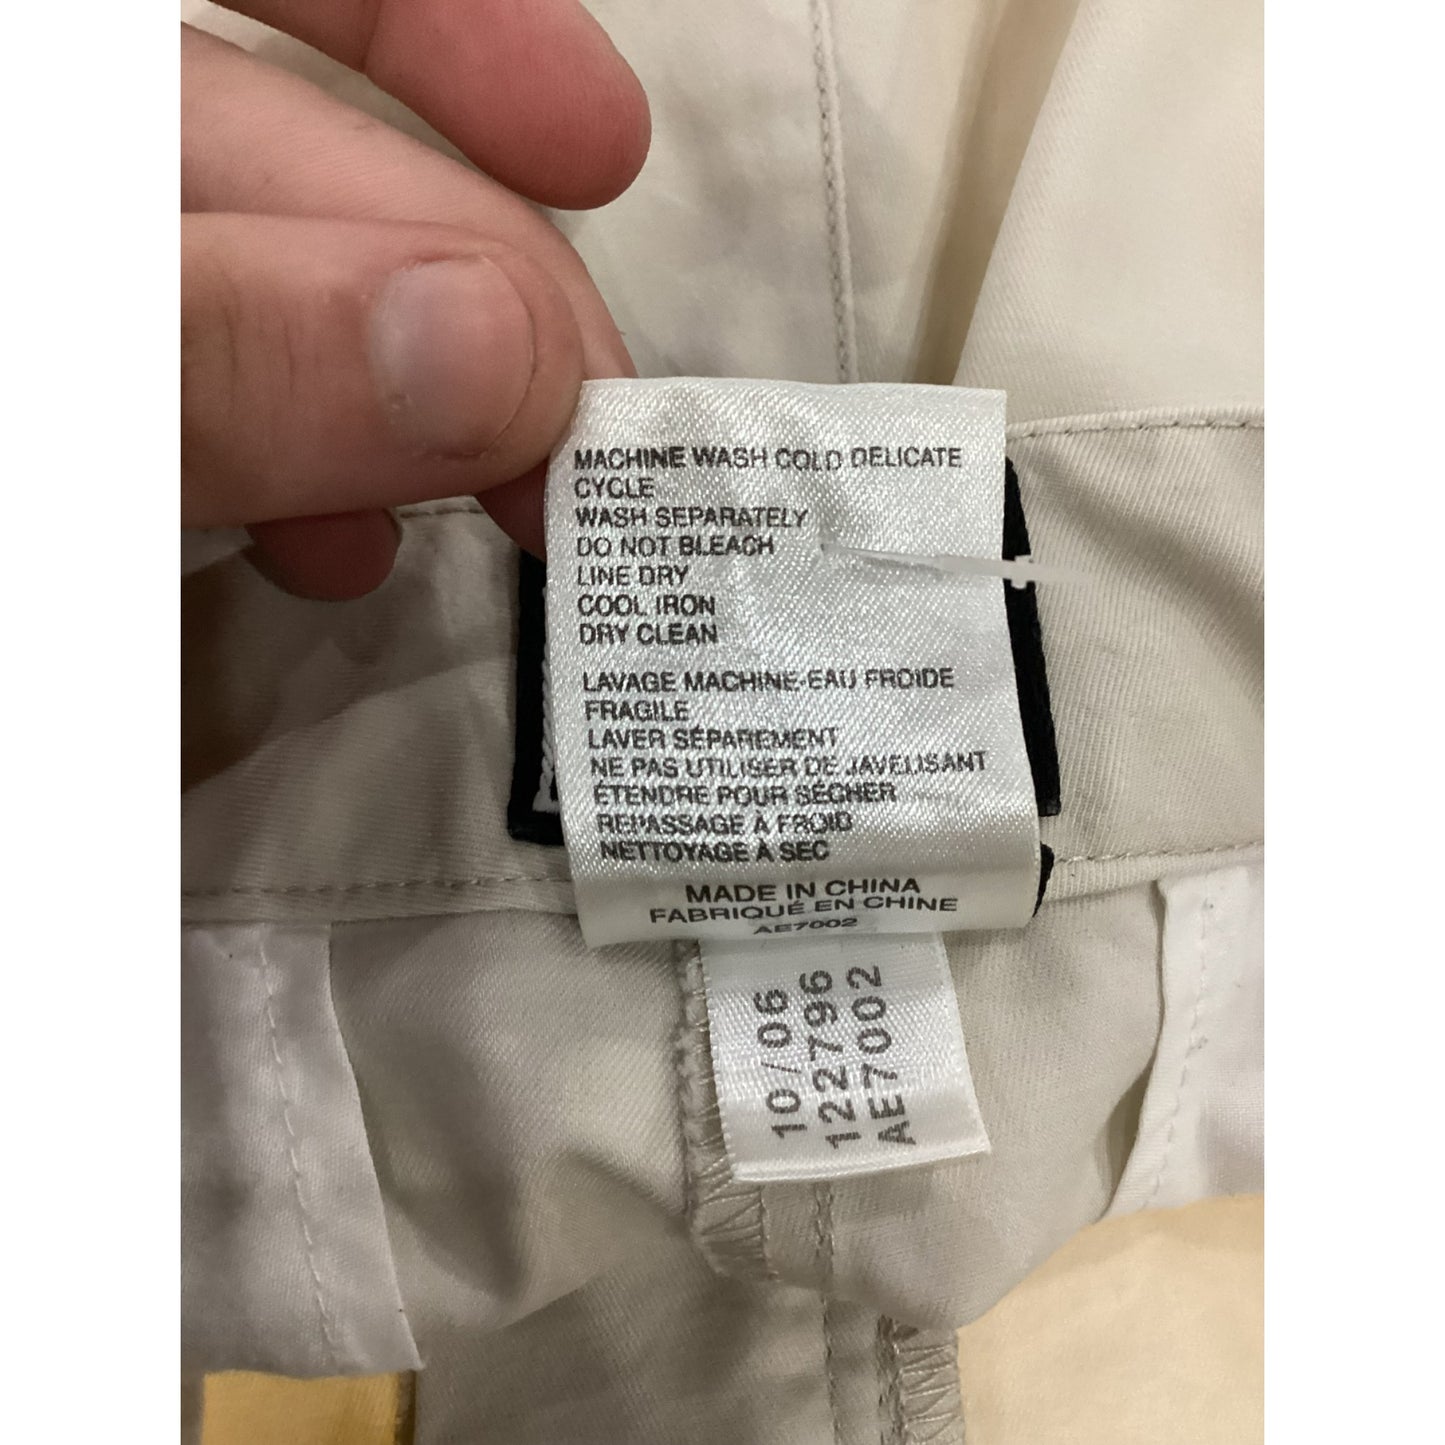 MACHINE WASH COLD DELICATE
CYCLE
WASH SEPARATELY
DO NOT BLEACH
LINE DRY
COOL IRON
DRY CLEAN
LAVAGE MACHINE-EAU FROIDE
FRAGILE
LAVER SÉPAREMENT
NE PAS UTILISER DE JAVELISANT
ÉTENDRE POUR SÉCHER
REPASSAGE À FROID
NETTOYAGE À SEC
MADE IN CHINA
FABRIQUÉ EN CHINE
AE7002
10/06
122796
AE7002